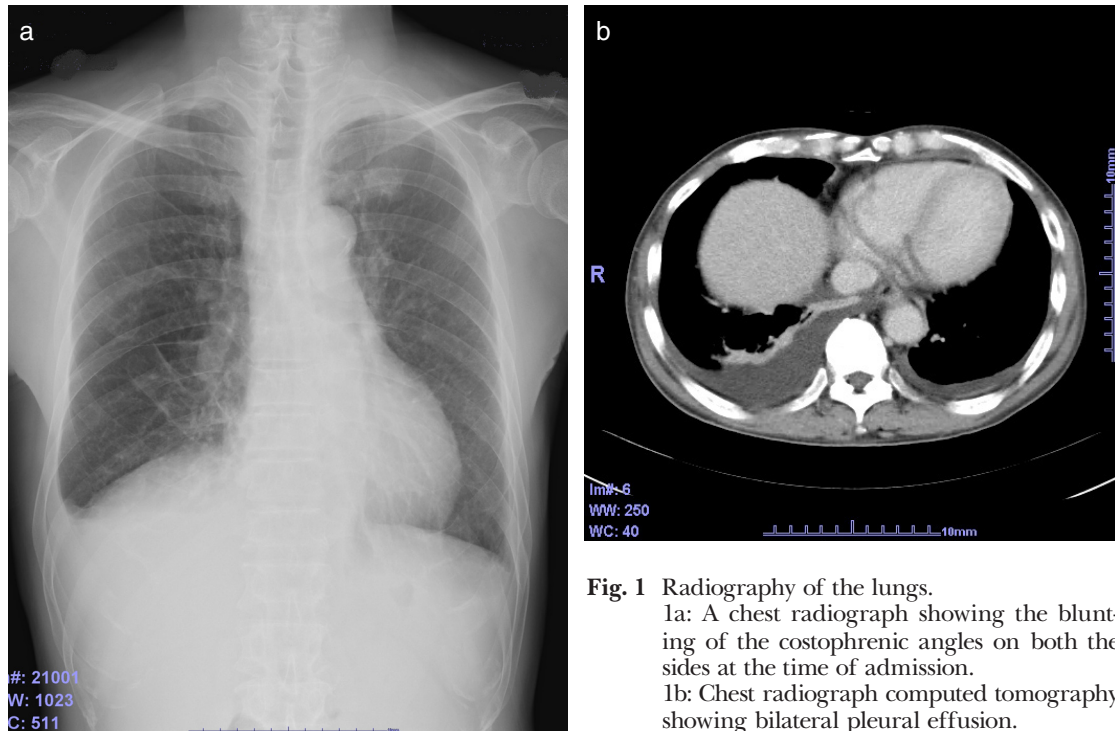 a
n#: 21001
W: 1023
C: 511
b
R
10mm
Im#: 6
WW: 250
WC: 40
10mm
Fig. 1 Radiography of the lungs.
1a: A chest radiograph showing the blunt-
ing of the costophrenic angles on both the
sides at the time of admission.
1b: Chest radiograph computed tomography
showing bilateral pleural effusion.